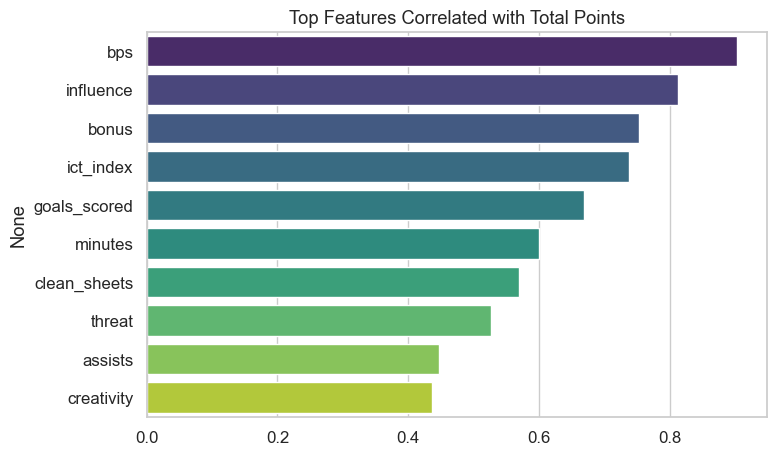 Top Features Correlated with Total Points
None
bps
influence
bonus
ict_index
goals_scored
minutes
clean_sheets
threat
assists
creativity
0.0 0.2 0.4 0.6 0.8